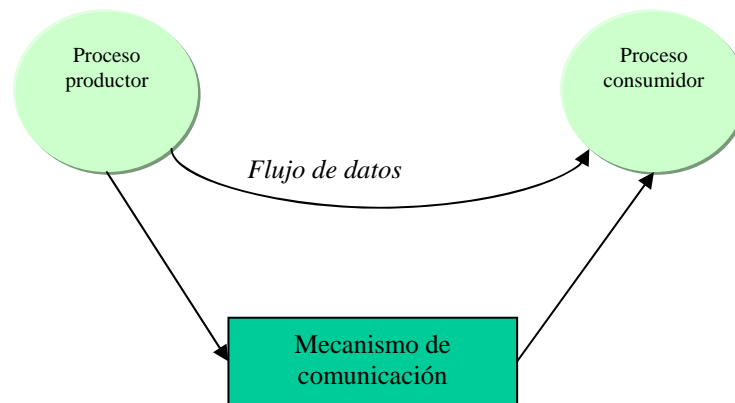 Proceso
productor
Proceso
consumidor
Flujo de datos
Mecanismo de
comunicación